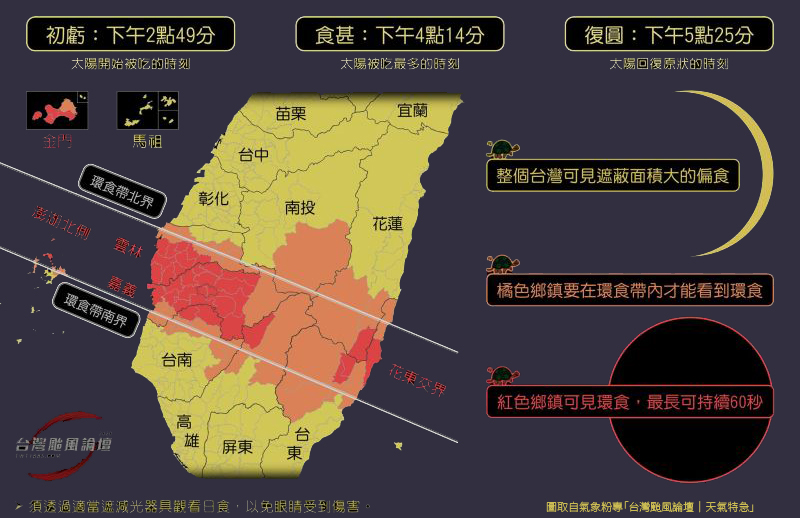 初虧：下午2點49分
食甚：下午4點14分
復圓：下午5點25分
太陽開始被吃的時刻
太陽被吃最多的時刻
太陽回復原狀的時刻
金門
馬祖
苗栗
宜蘭
台中
環食帶北界
彰化
南投
花蓮
澎湖北側
雲林
嘉義
環食帶南界
台南
花東交界
高雄
屏東
台東
整個台灣可見遮蔽面積大的偏食
橘色鄉鎮要在環食帶內才能看到環食
紅色鄉鎮可見環食，最長可持續60秒
台灣颱風論壇
須透過適當遮減光器具觀看日食，以免眼睛受到傷害。
圖取自氣象粉專「台灣颱風論壇｜天氣特急」